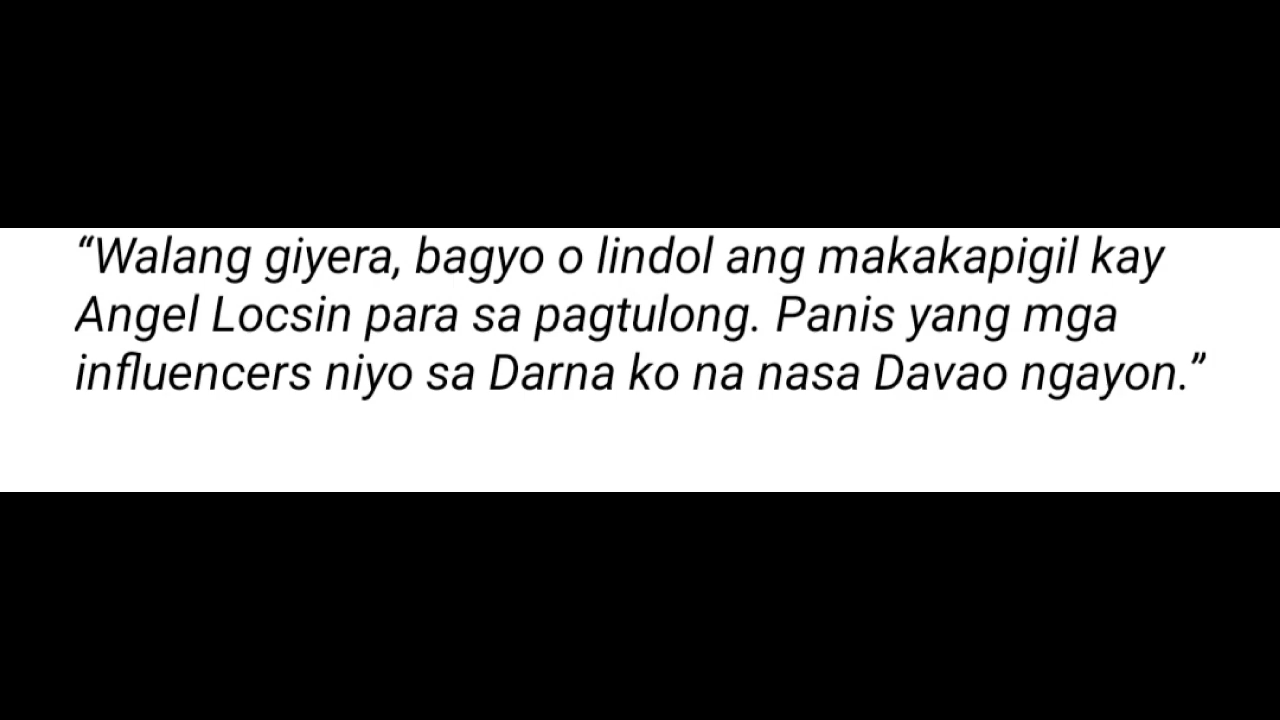 “Walang giyera, bagyo o lindol ang makakapigil kay
Angel Locsin para sa pagtulong. Panis yang mga
influencers niyo sa Darna ko na nasa Davao ngayon.”